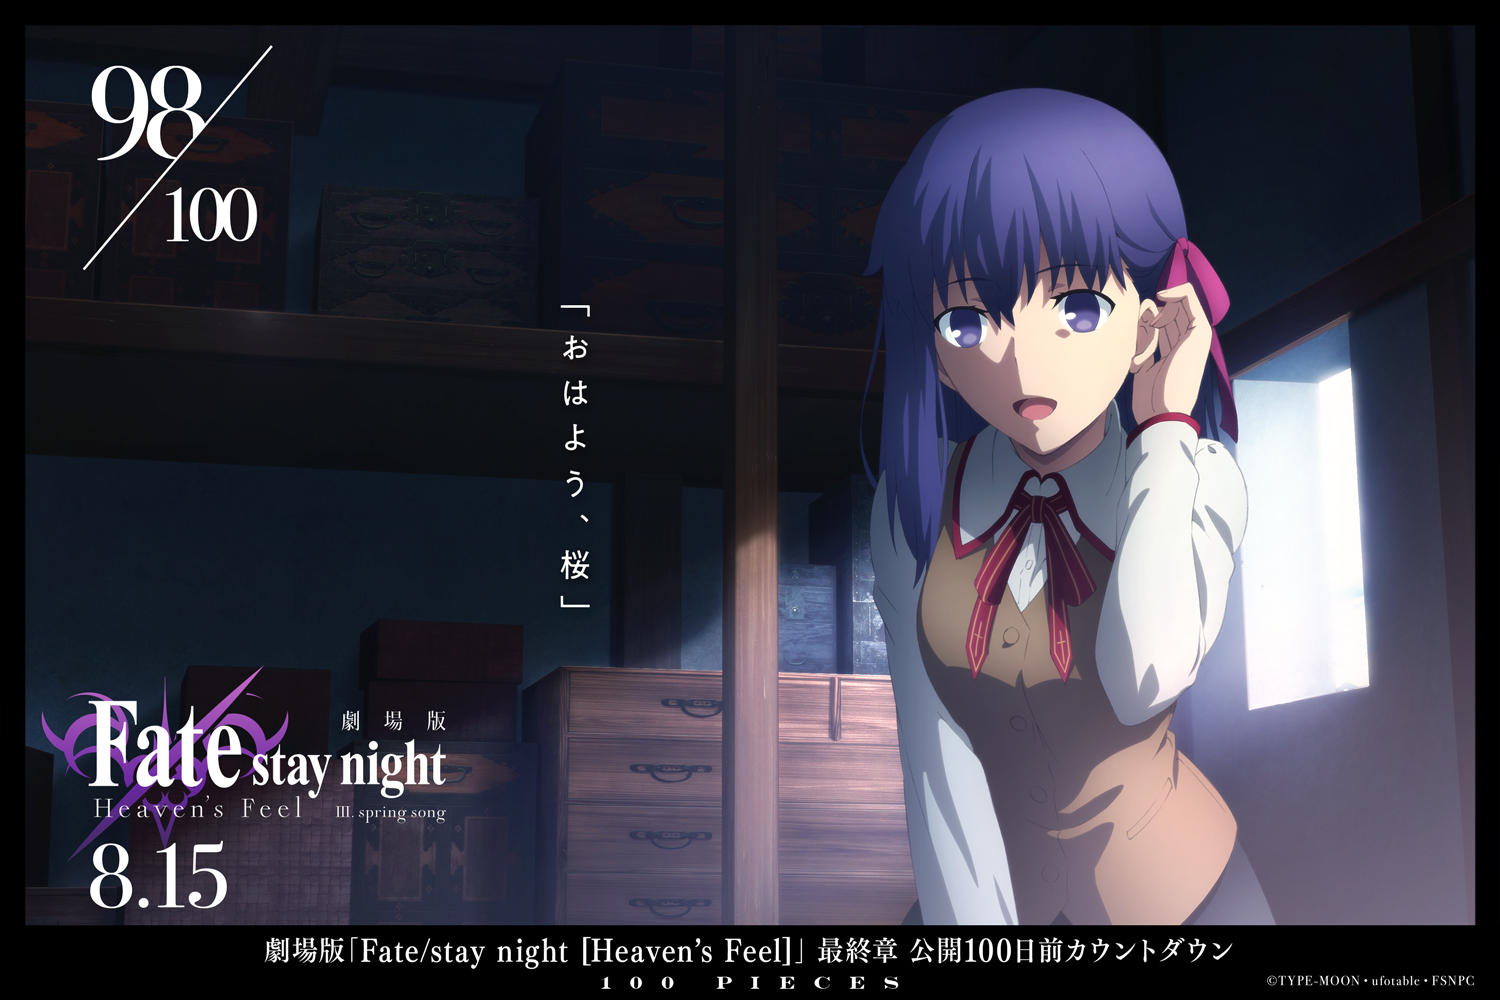 98/100
「おはよう、桜」
劇場版
Fate stay night
Heaven's Feel III. spring song
8.15
劇場版「Fate/stay night [Heaven's Feel]」 最終章 公開100日前カウントダウン
100 PIECES
©TYPE-MOON・ufotable・FSNPC